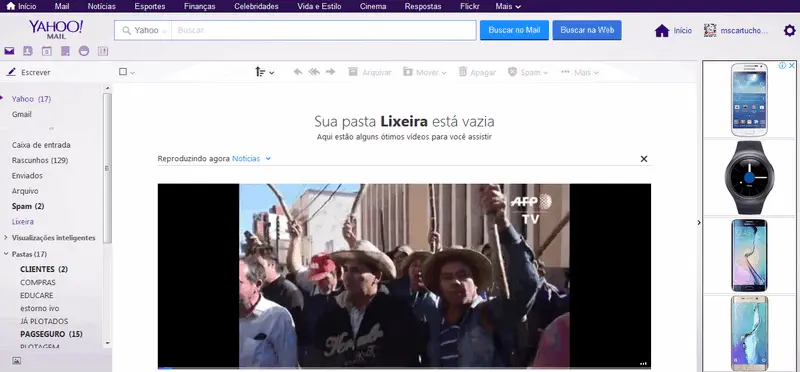 Início Mail Notícias Esportes Finanças Celebridades Vida e Estilo Cinema Respostas Flickr Mais
YAHOO!
MAIL
Yahoo Buscar Buscar no Mail Buscar na Web Início mscartucho...
Escrever
Arquivar Mover Apagar Spam Mais
Yahoo (17)
Gmail
Caixa de entrada
Rascunhos (129)
Enviados
Arquivo
Spam (2)
Lixeira
Visualizações inteligentes
Pastas (17)
CLIENTES (2)
COMPRAS
EDUCARE
estorno ivo
JÁ PLOTADOS
PAGSEGURO (15)
PLOTAGEM
Sua pasta Lixeira está vazia
Aqui estão alguns ótimos vídeos para você assistir
Reproduzindo agora Notícias
AFP
TV